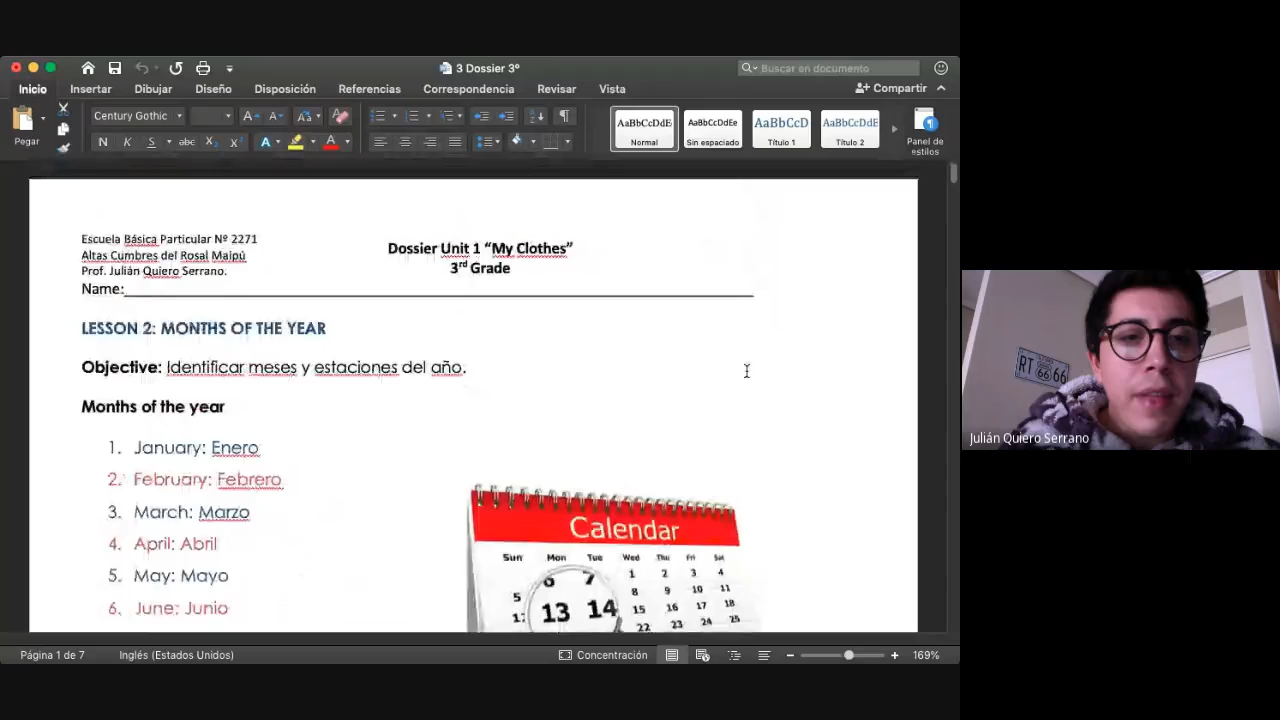 3 Dossier 3º
Buscar en documento
Inicio Insertar Dibujar Diseño Disposición Referencias Correspondencia Revisar Vista
Compartir
Pegar
Century Gothic
N K S abc X₂ X²
AaBbCcDdE AaBbCcDdEe AaBbCcD AaBbCcDdE
Normal Sin espaciado Título 1 Título 2
Panel de
estilos
Escuela Básica Particular Nº 2271
Altas Cumbres del Rosal Maipú
Prof. Julián Quiero Serrano.
Dossier Unit 1 “My Clothes”
3rd Grade
Name:
LESSON 2: MONTHS OF THE YEAR
Objective: Identificar meses y estaciones del año.
Months of the year
1. January: Enero
2. February: Febrero
3. March: Marzo
4. April: Abril
5. May: Mayo
6. June: Junio
Calendar
Sun Mon Tue Wed Thu Fri Sat
6 7 1 2 3 4
5 8 9 10 11
13 14 15 16 17 18
22 23 24 25
RT 66 66
Julián Quiero Serrano
Página 1 de 7
Inglés (Estados Unidos)
Concentración
169%